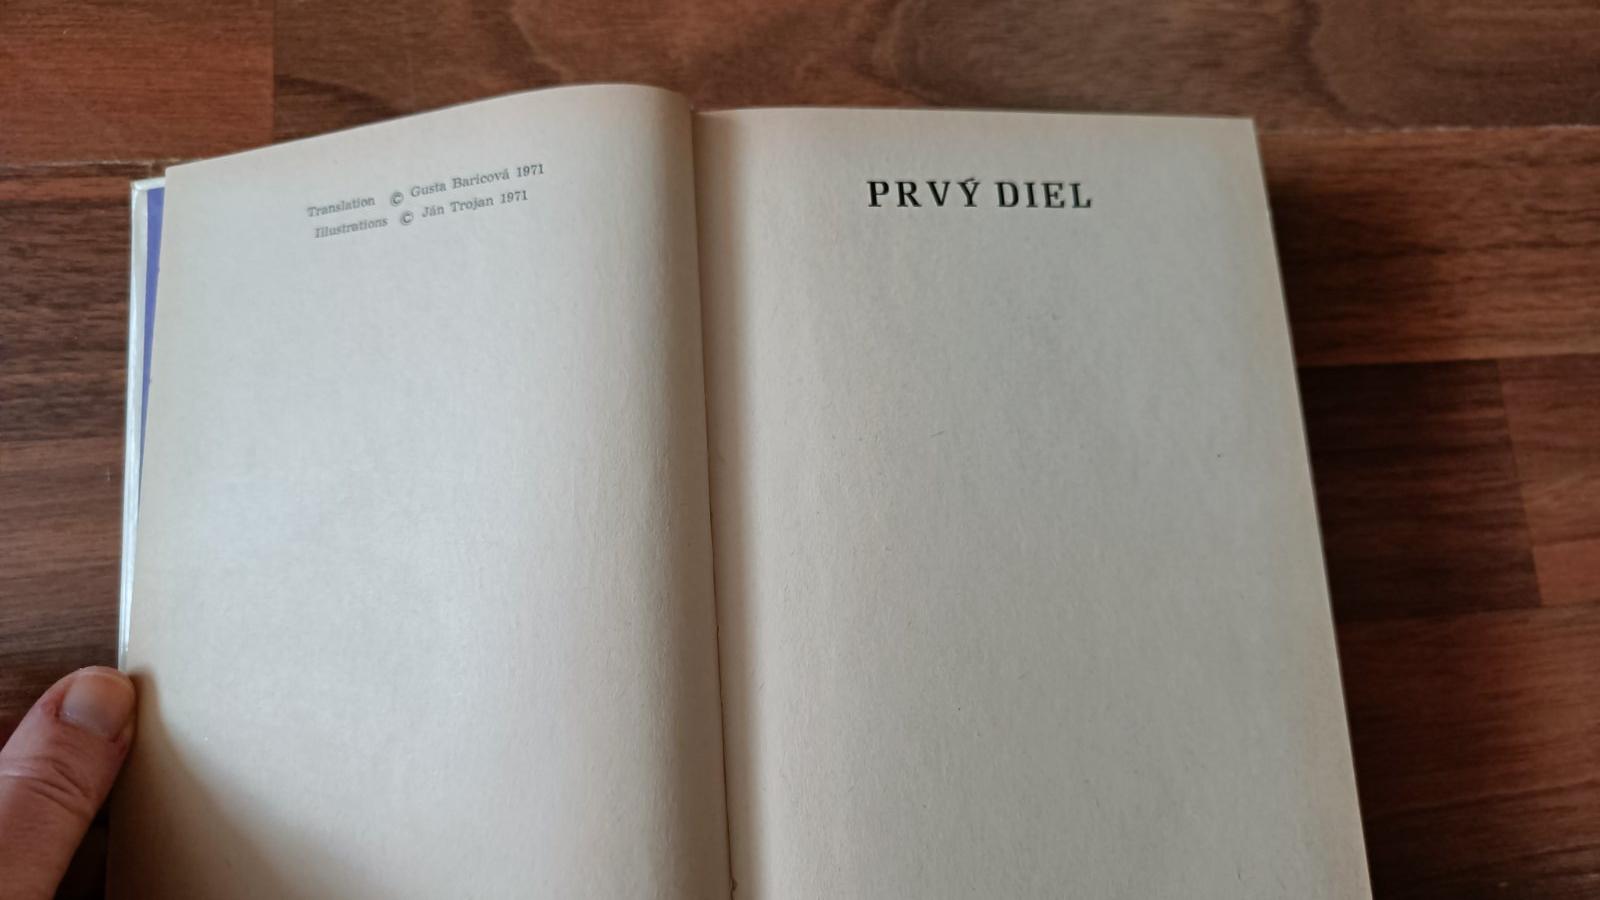 Translation © Gusta Baricová 1971
Illustrations © Ján Trojan 1971
PRVÝ DIEL